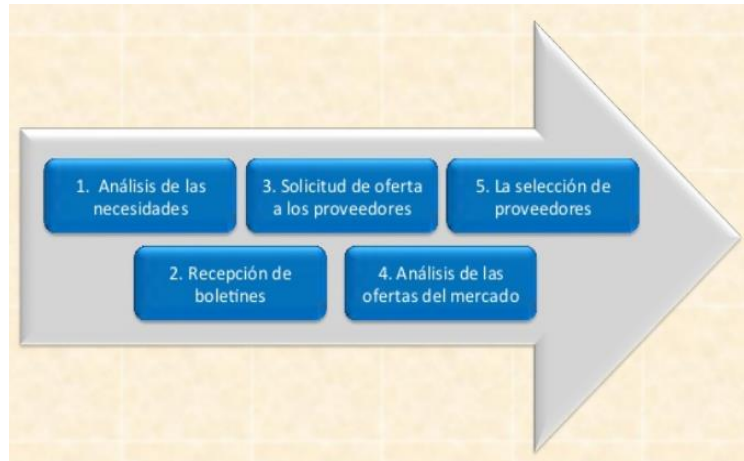 1. Análisis de las
necesidades
2. Recepción de
boletines
3. Solicitud de oferta
a los proveedores
4. Análisis de las
ofertas del mercado
5. La selección de
proveedores